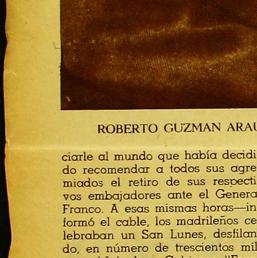 ROBERTO GUZMAN ARAU
ciarle al mundo que había decidi
do recomendar a todos sus agre
miados el retiro de sus respecti
vos embajadores ante el Genera
Franco. A esas mismas horas—in
formó el cable, los madrileños ce
lebraban un San Lunes, desfilan
do, en número de trescientos mil